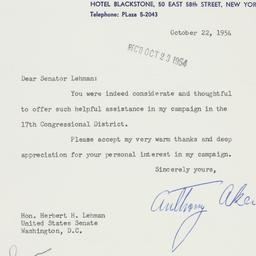 HOTEL BLACKSTONE, 50 EAST 58th STREET, NEW YOR
Telephone: PLaza 5-2043
October 22, 1954
REC'D OCT 23 1954
Dear Senator Lehman:
You were indeed considerate and thoughtful
to offer such helpful assistance in my campaign in the
17th Congressional District.
Please accept my very warm thanks and deep
appreciation for your personal interest in my campaign.
Sincerely yours,
Anthony Aker
Hon. Herbert H. Lehman
United States Senate
Washington, D.C.